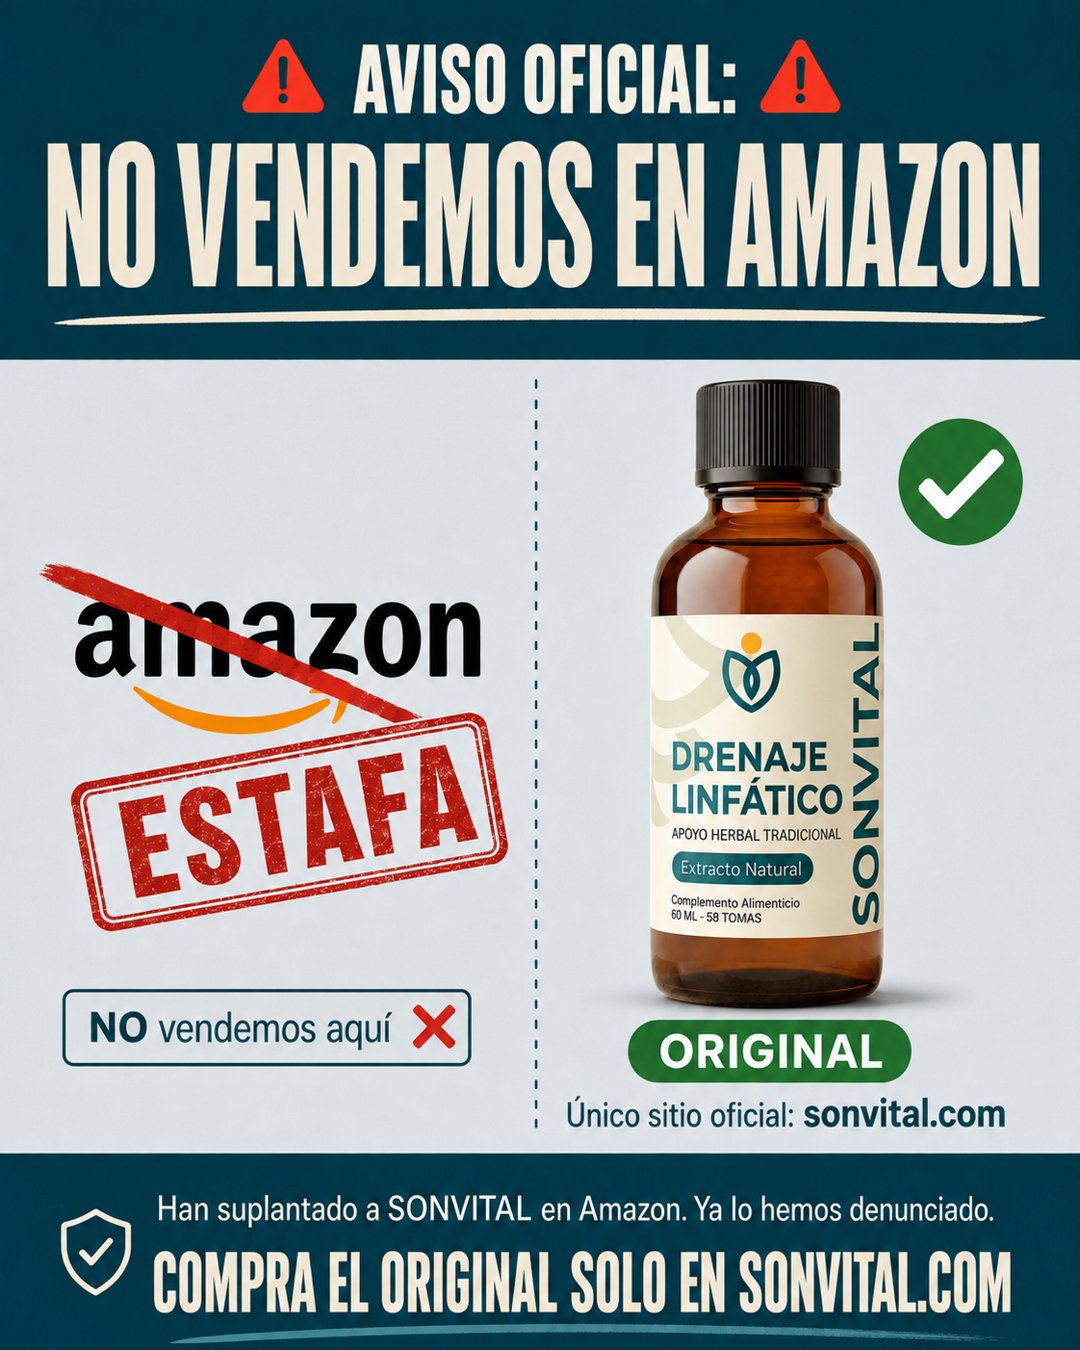 AVISO OFICIAL:
NO VENDEMOS EN AMAZON
amazon
ESTAFA
NO vendemos aquí
DRENAJE
LINFÁTICO
APOYO HERBAL TRADICIONAL
Extracto Natural
Complemento Alimenticio
60 ML - 58 TOMAS
SONVITAL
ORIGINAL
Único sitio oficial: sonvital.com
Han suplantado a SONVITAL en Amazon. Ya lo hemos denunciado.
COMPRA EL ORIGINAL SOLO EN SONVITAL.COM